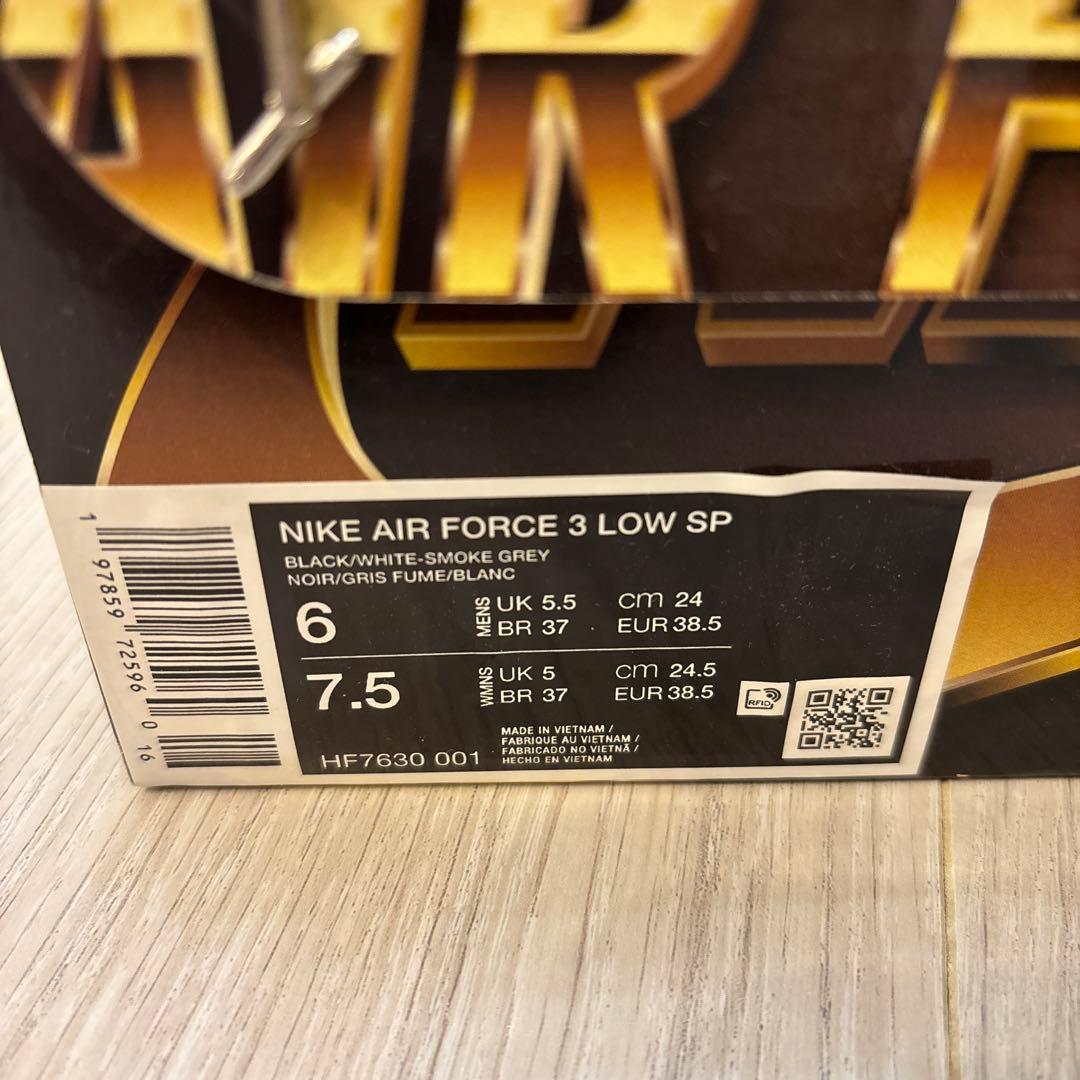 AIR F
NIKE AIR FORCE 3 LOW SP
BLACK/WHITE-SMOKE GREY
NOIR/GRIS FUME/BLANC
6 MENS UK 5.5 cm 24
BR 37 EUR 38.5
7.5 WMNS UK 5 cm 24.5
BR 37 EUR 38.5
RFID
HF7630 001
MADE IN VIETNAM /
FABRIQUE AU VIETNAM /
FABRICADO NO VIETNÃ /
HECHO EN VIETNAM
1 97859 72596 0 16